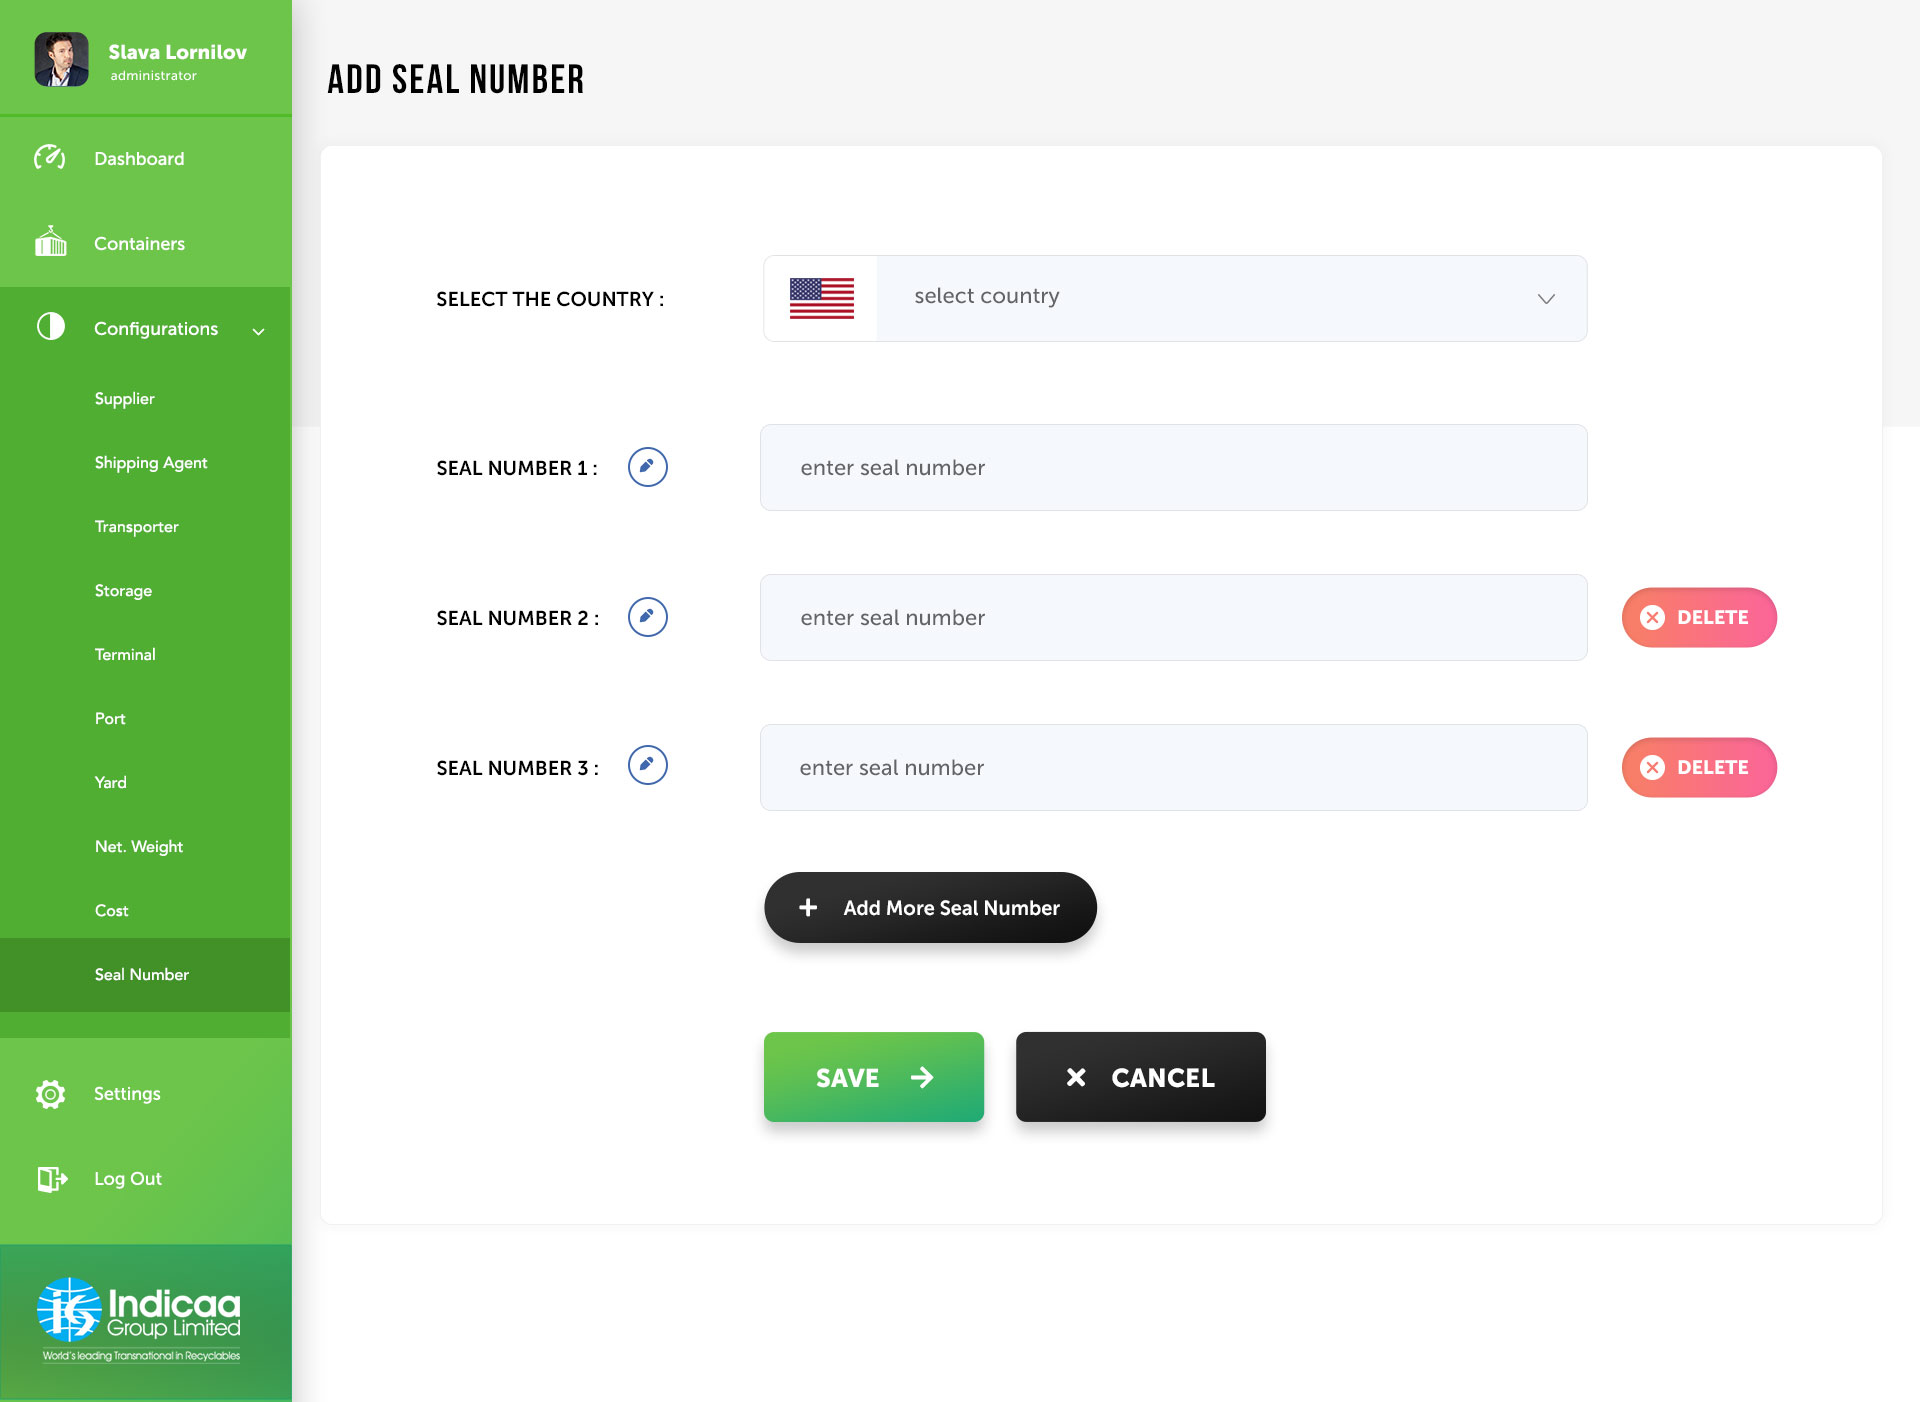 Slava Lornilov
administrator
Dashboard
Containers
Configurations
Supplier
Shipping Agent
Transporter
Storage
Terminal
Port
Yard
Net. Weight
Cost
Seal Number
Settings
Log Out
Indicaa
Group Limited
World's leading Transnational in Recyclables
ADD SEAL NUMBER
SELECT THE COUNTRY :
select country
SEAL NUMBER 1 :
enter seal number
SEAL NUMBER 2 :
enter seal number
DELETE
SEAL NUMBER 3 :
enter seal number
DELETE
Add More Seal Number
SAVE
CANCEL